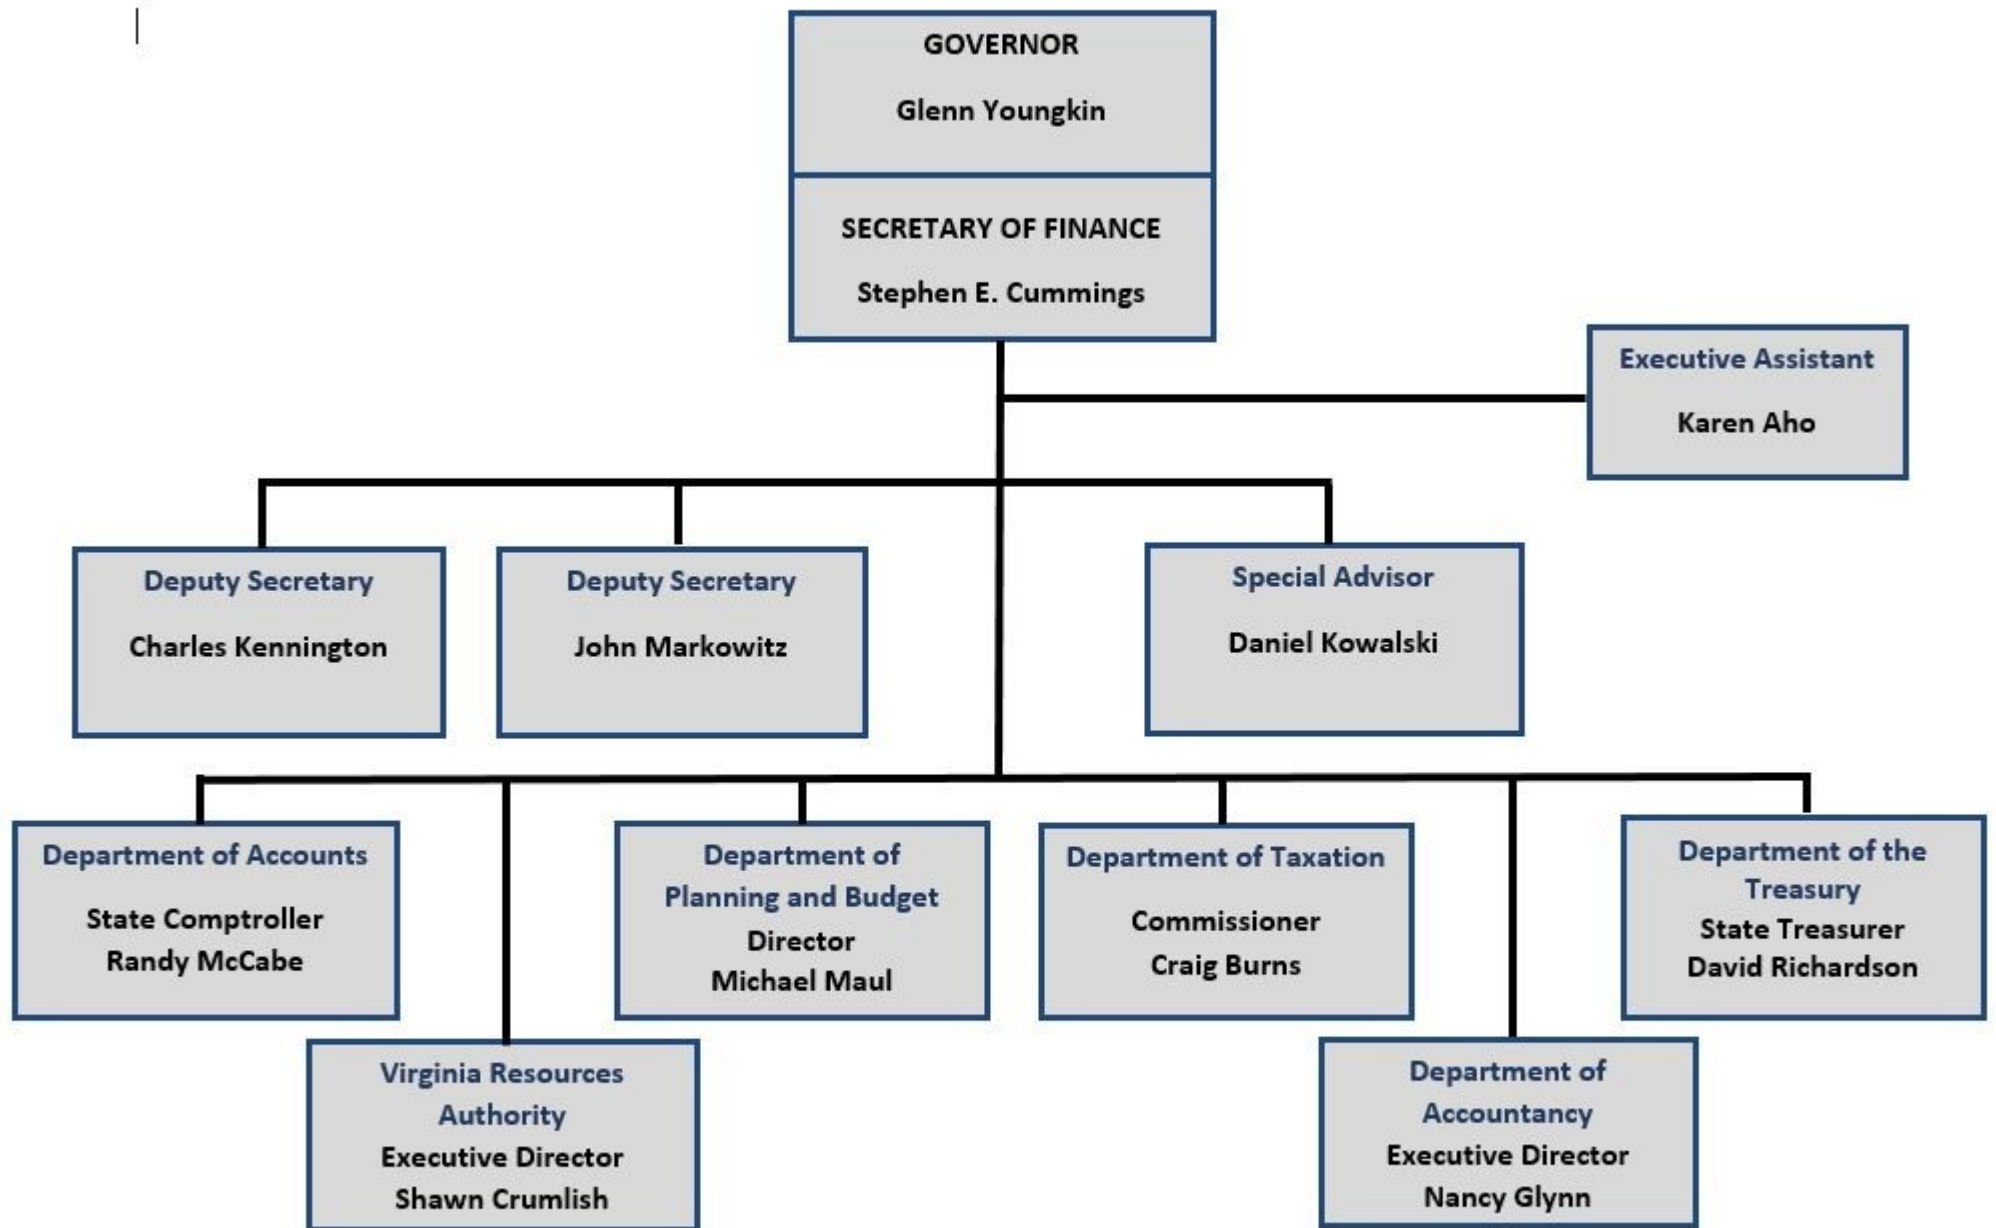 GOVERNOR
Glenn Youngkin
SECRETARY OF FINANCE
Stephen E. Cummings
Executive Assistant
Karen Aho
Deputy Secretary
Charles Kennington
Deputy Secretary
John Markowitz
Special Advisor
Daniel Kowalski
Department of Accounts
State Comptroller
Randy McCabe
Department of
Planning and Budget
Director
Michael Maul
Department of Taxation
Commissioner
Craig Burns
Department of the
Treasury
State Treasurer
David Richardson
Virginia Resources
Authority
Executive Director
Shawn Crumlish
Department of
Accountancy
Executive Director
Nancy Glynn